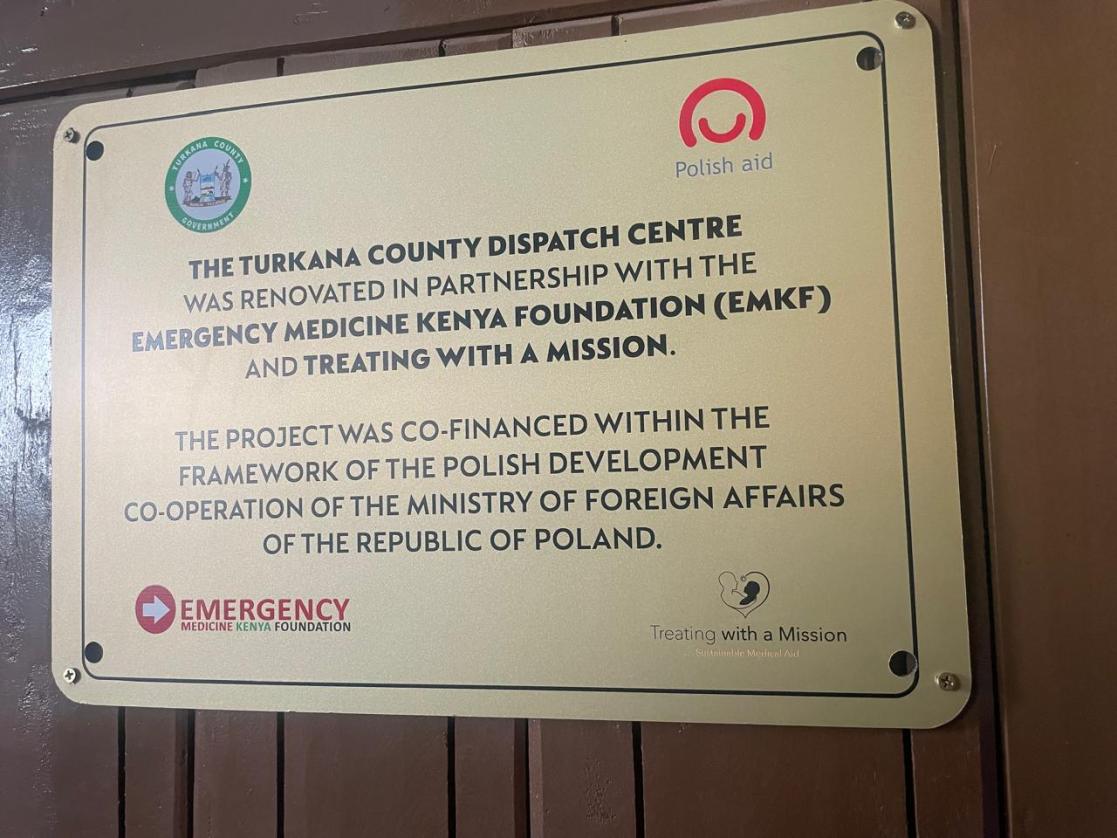 TURKANA COUNTY
GOVERNMENT
Polish aid
THE TURKANA COUNTY DISPATCH CENTRE
WAS RENOVATED IN PARTNERSHIP WITH THE
EMERGENCY MEDICINE KENYA FOUNDATION (EMKF)
AND TREATING WITH A MISSION.
THE PROJECT WAS CO-FINANCED WITHIN THE
FRAMEWORK OF THE POLISH DEVELOPMENT
CO-OPERATION OF THE MINISTRY OF FOREIGN AFFAIRS
OF THE REPUBLIC OF POLAND.
EMERGENCY
MEDICINE KENYA FOUNDATION
Treating with a Mission
Sustainable Medical Aid